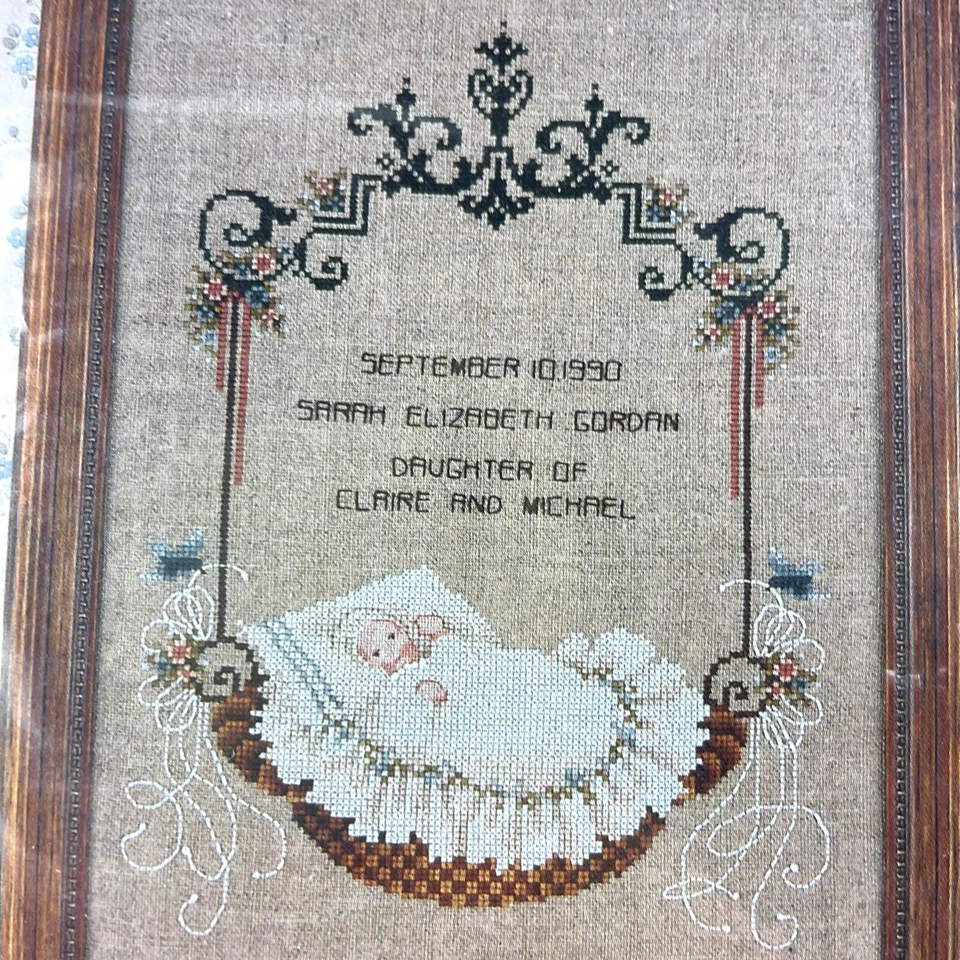 SEPTEMBER 10.1990
SARAH ELIZABETH GORDAN
DAUGHTER OF
CLAIRE AND MICHAEL